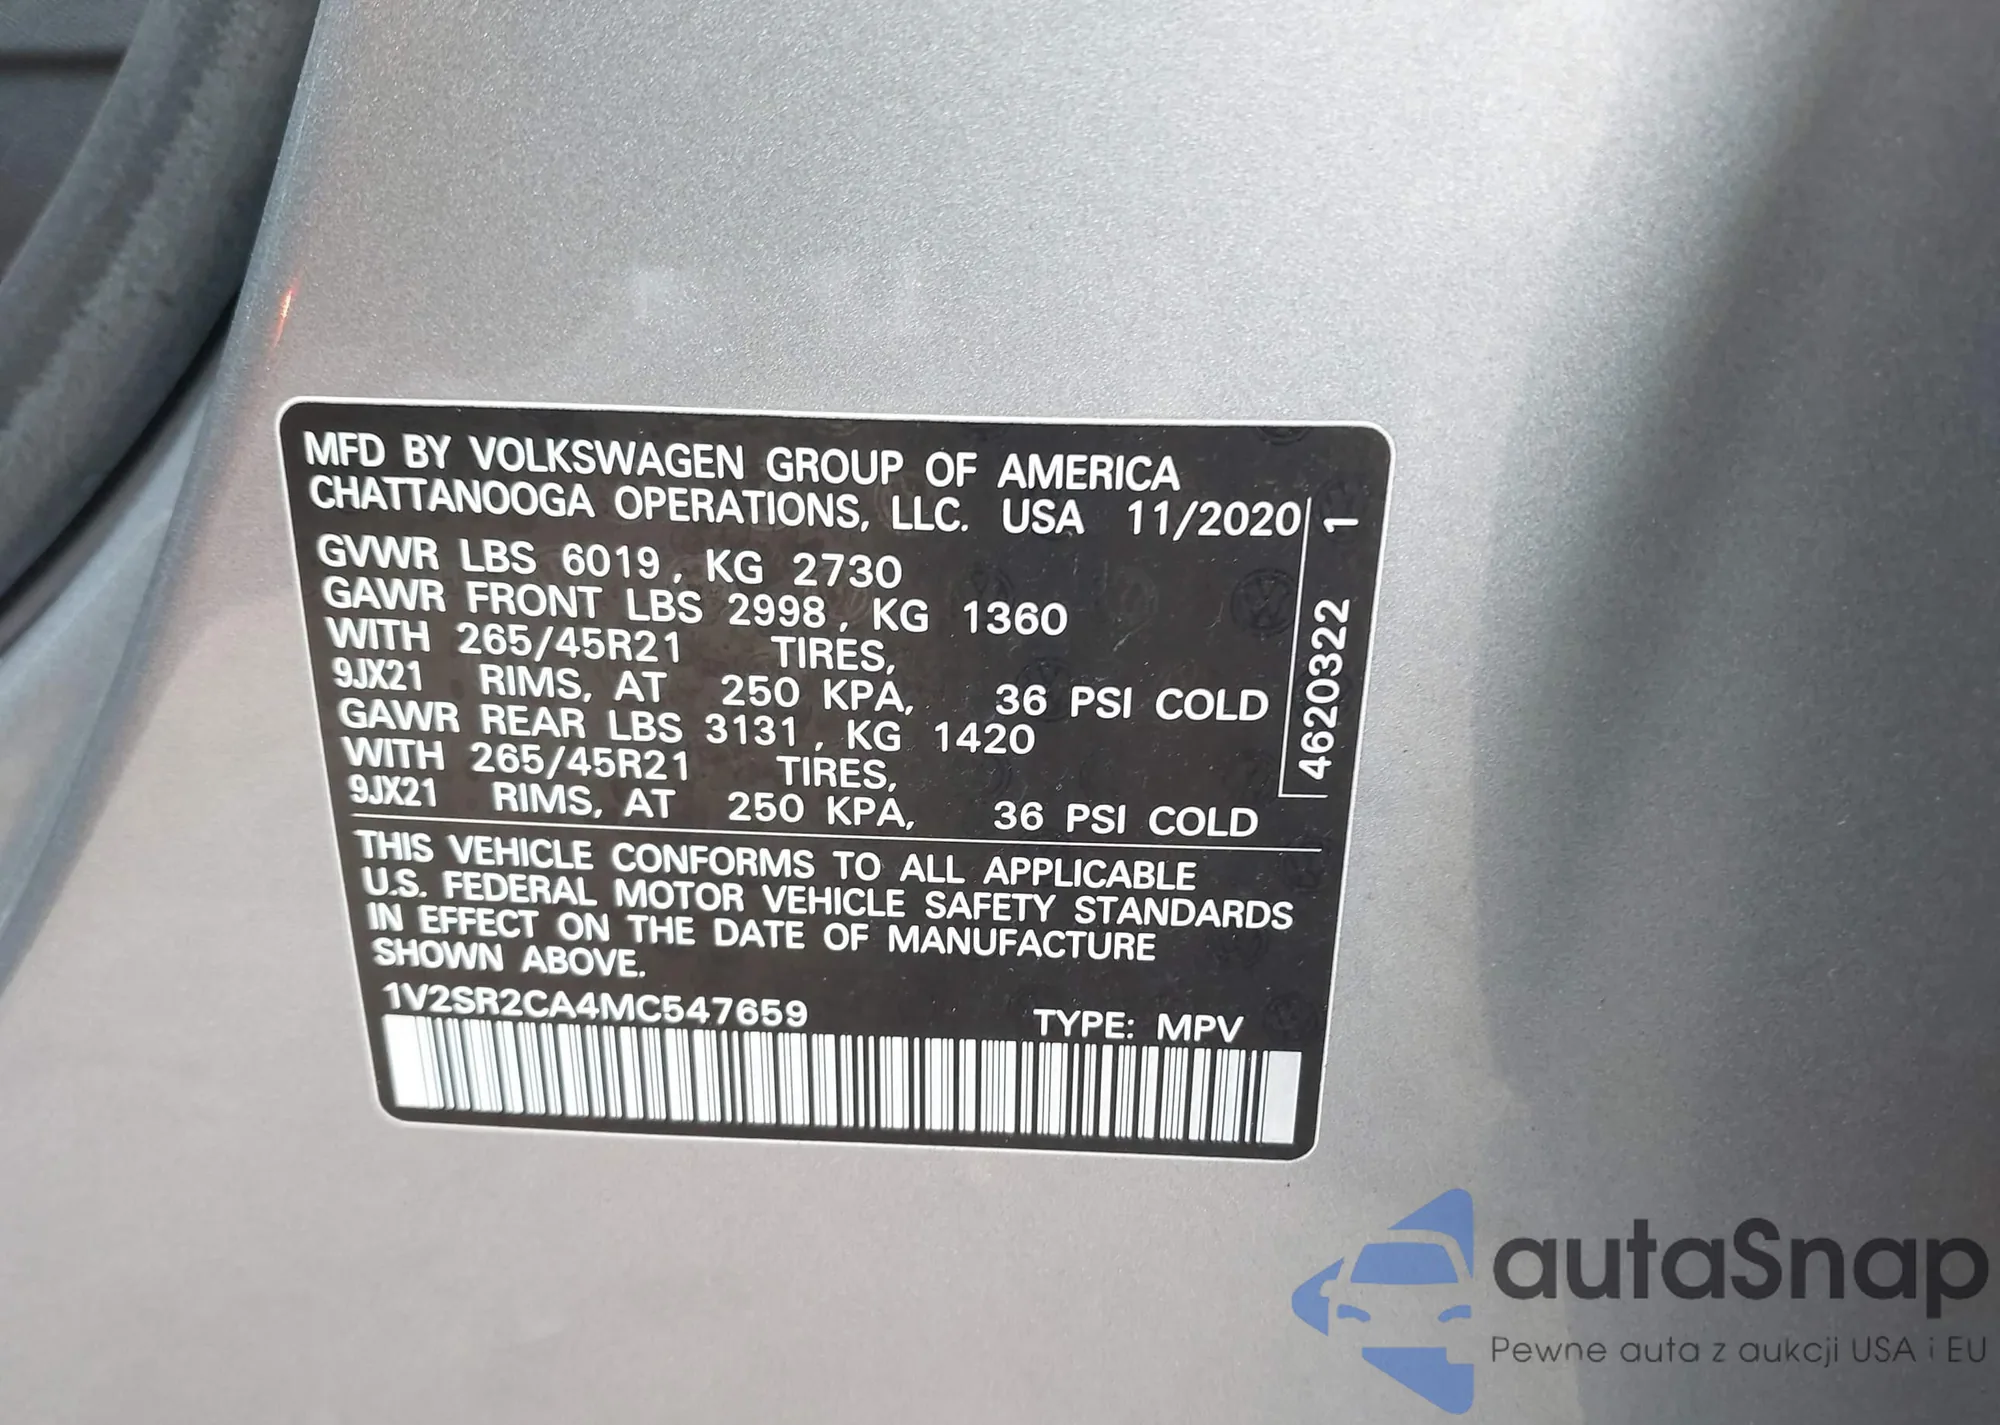 MFD BY VOLKSWAGEN GROUP OF AMERICA
CHATTANOOGA OPERATIONS, LLC. USA 11/2020
GVWR LBS 6019, KG 2730
GAWR FRONT LBS 2998, KG 1360
WITH 265/45R21 TIRES,
9JX21 RIMS, AT 250 KPA, 36 PSI COLD
GAWR REAR LBS 3131, KG 1420
WITH 265/45R21 TIRES,
9JX21 RIMS, AT 250 KPA, 36 PSI COLD
4620322 1
THIS VEHICLE CONFORMS TO ALL APPLICABLE
U.S. FEDERAL MOTOR VEHICLE SAFETY STANDARDS
IN EFFECT ON THE DATE OF MANUFACTURE
SHOWN ABOVE.
1V2SR2CA4MC547659 TYPE: MPV
autaSnap
Pewne auta z aukcji USA i EU